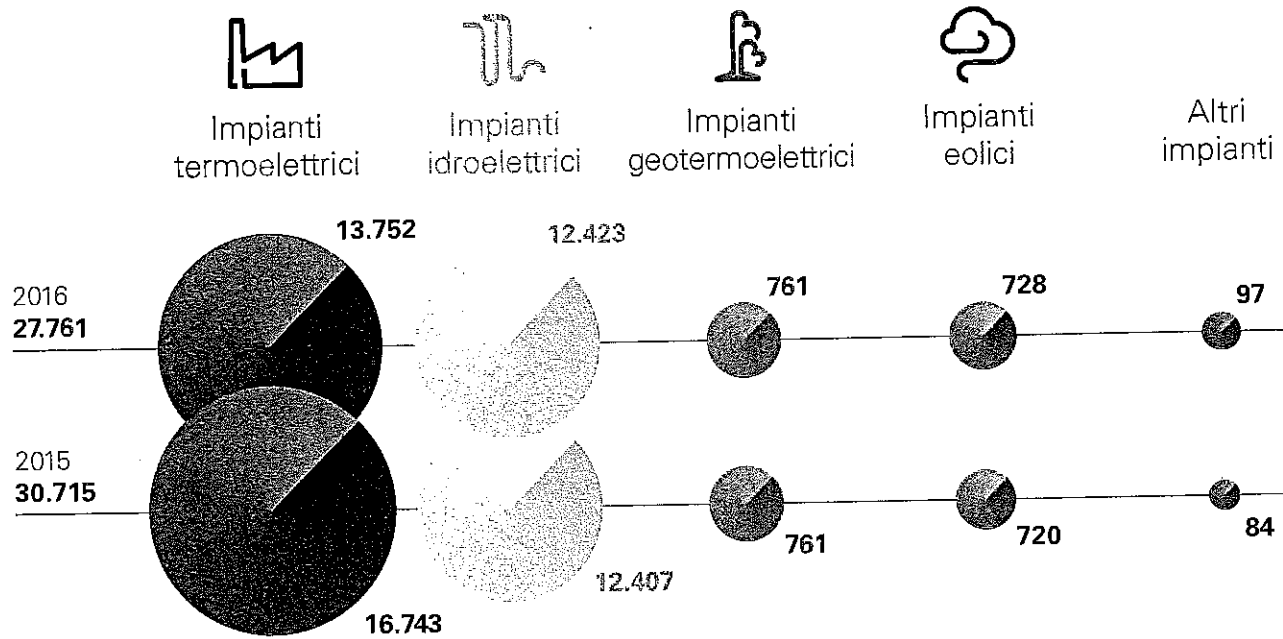 Impianti
termoelettrici
Impianti
idroelettrici
Impianti
geotermoelettrici
Impianti
eolici
Altri
impianti
2016
27.761
13.752
12.423
761
728
97
2015
30.715
16.743
12.407
761
720
84